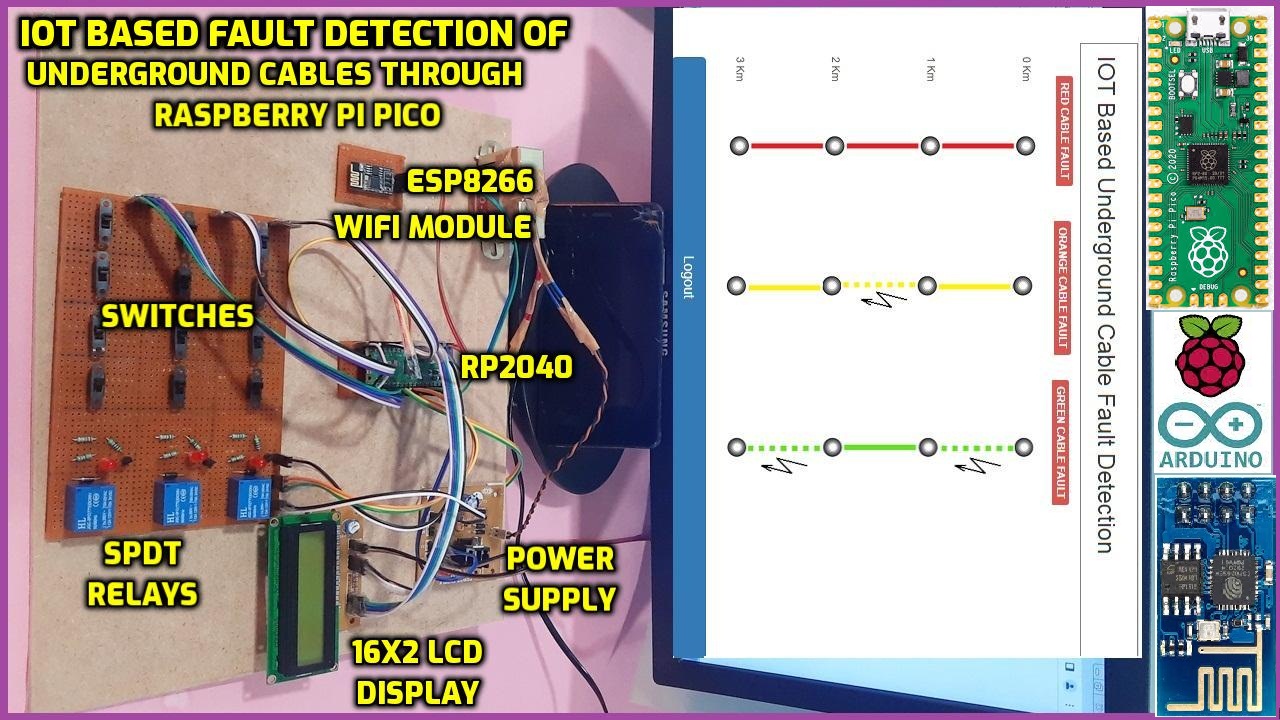 IOT BASED FAULT DETECTION OF
UNDERGROUND CABLES THROUGH
RASPBERRY PI PICO
ESP8266
WIFI MODULE
SWITCHES
RP2040
SPDT
RELAYS
POWER
SUPPLY
16X2 LCD
DISPLAY
SAMSUNG
IOT Based Underground Cable Fault Detection
RED CABLE FAULT
ORANGE CABLE FAULT
GREEN CABLE FAULT
0 Km
1 Km
2 Km
3 Km
Logout
LED
USB
BOOTSEL
Raspberry Pi Pico © 2020
DEBUG
ARDUINO